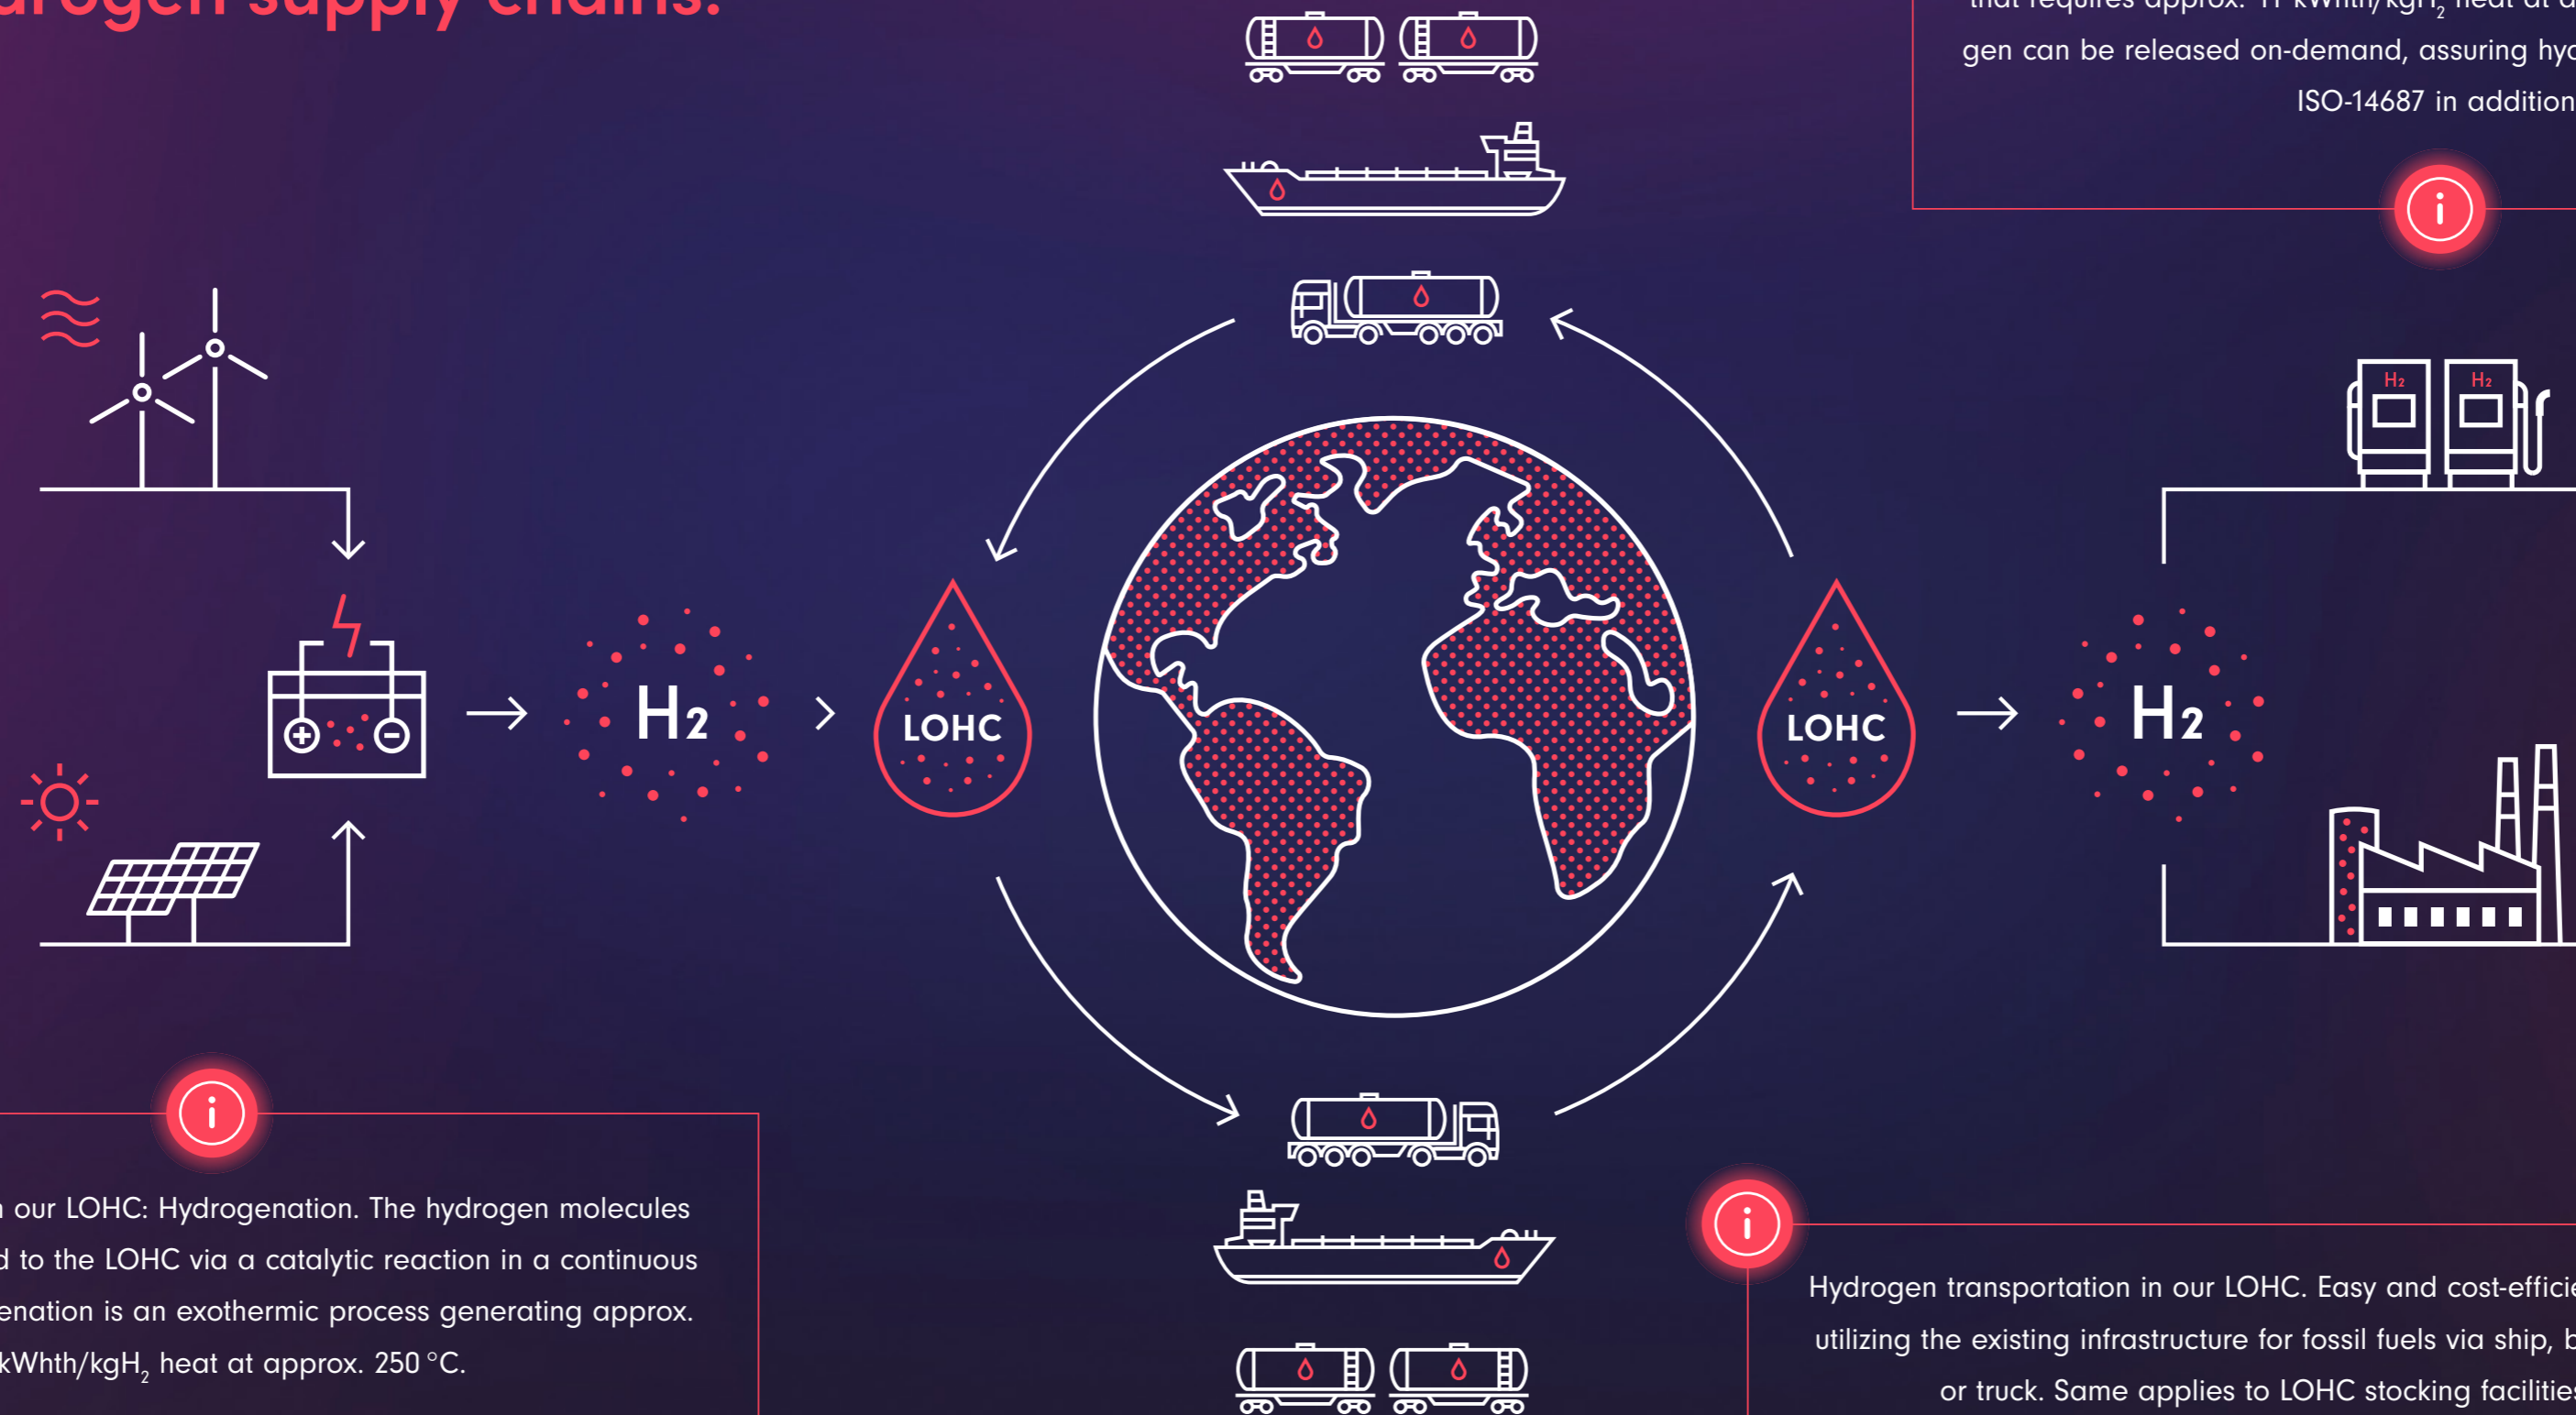 drogen supply chains.
that requires approx. 11 kWhth/kgH₂ heat at a
gen can be released on-demand, assuring hyd
ISO-14687 in addition
H₂ H₂
H₂
LOHC
LOHC
H₂
n our LOHC: Hydrogenation. The hydrogen molecules
d to the LOHC via a catalytic reaction in a continuous
enation is an exothermic process generating approx.
kWhth/kgH₂ heat at approx. 250 °C.
Hydrogen transportation in our LOHC. Easy and cost-efficie
utilizing the existing infrastructure for fossil fuels via ship, b
or truck. Same applies to LOHC stocking facilities